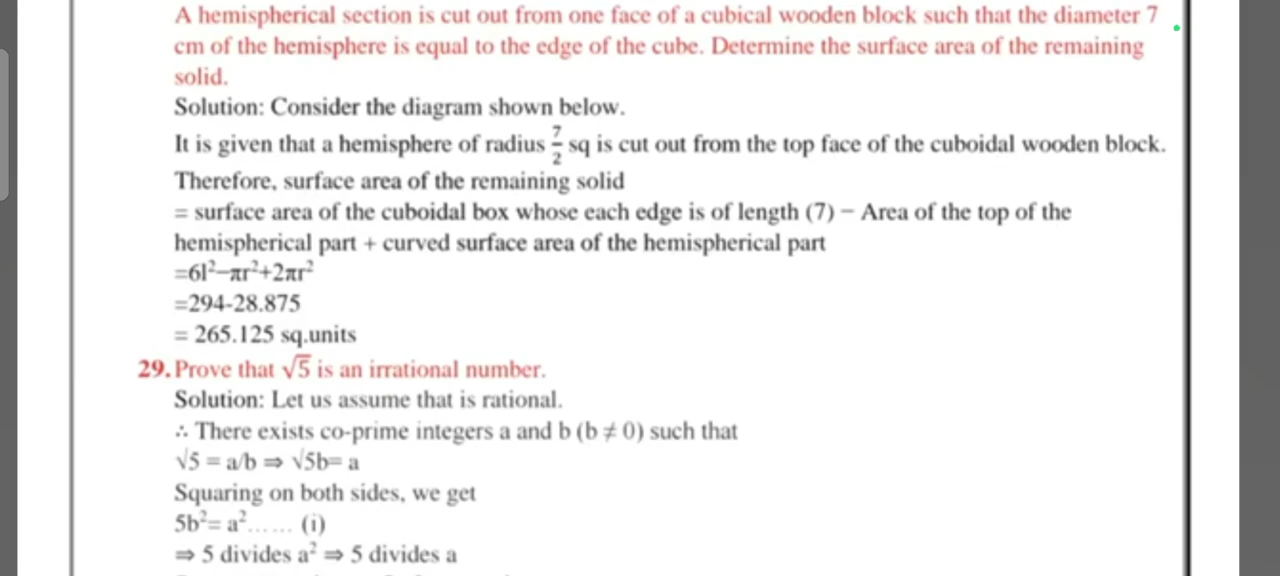 A hemispherical section is cut out from one face of a cubical wooden block such that the diameter 7
cm of the hemisphere is equal to the edge of the cube. Determine the surface area of the remaining
solid.
Solution: Consider the diagram shown below.
It is given that a hemisphere of radius 7/2 sq is cut out from the top face of the cuboidal wooden block.
Therefore, surface area of the remaining solid
= surface area of the cuboidal box whose each edge is of length (7) − Area of the top of the
hemispherical part + curved surface area of the hemispherical part
=6l²−πr²+2πr²
=294-28.875
= 265.125 sq.units
29. Prove that √5 is an irrational number.
Solution: Let us assume that is rational.
∴ There exists co-prime integers a and b (b ≠ 0) such that
√5 = a/b ⇒ √5b= a
Squaring on both sides, we get
5b²= a²…… (i)
⇒ 5 divides a² ⇒ 5 divides a